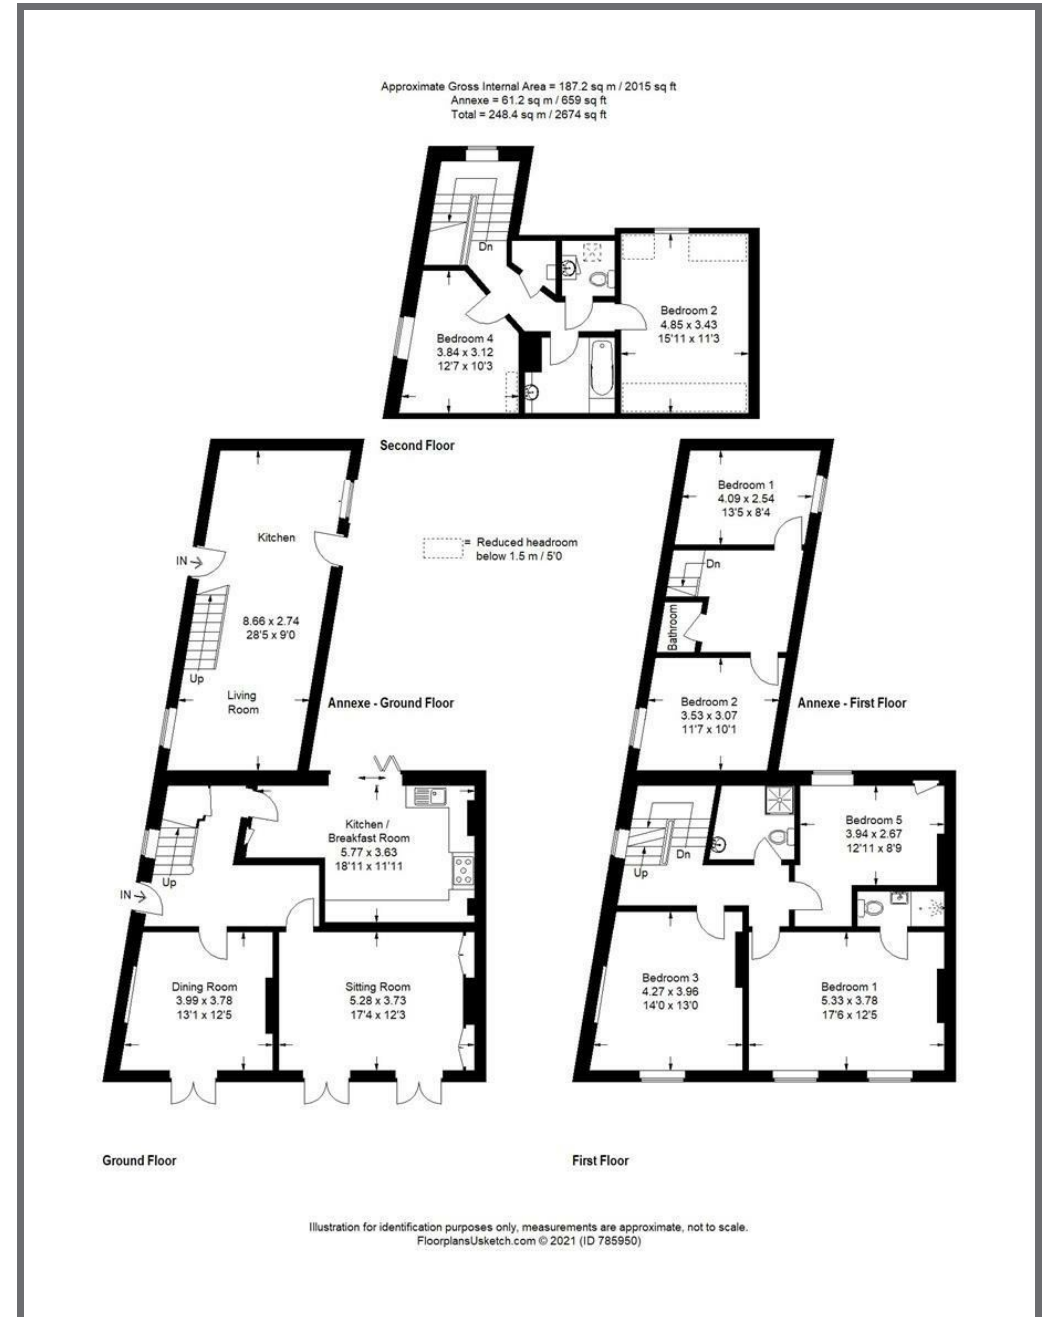 Approximate Gross Internal Area = 187.2 sq m / 2015 sq ft
Annexe = 61.2 sq m / 659 sq ft
Total = 248.4 sq m / 2674 sq ft
Dn
Bedroom 4
3.84 x 3.12
12'7 x 10'3
Bedroom 2
4.85 x 3.43
15'11 x 11'3
Second Floor
Kitchen
IN
8.66 x 2.74
28'5 x 9'0
Up
Living
Room
Annexe - Ground Floor
= Reduced headroom
below 1.5 m / 5'0
Bedroom 1
4.09 x 2.54
13'5 x 8'4
Dn
Bathroom
Bedroom 2
3.53 x 3.07
11'7 x 10'1
Annexe - First Floor
Kitchen /
Breakfast Room
5.77 x 3.63
18'11 x 11'11
Up
IN
Dining Room
3.99 x 3.78
13'1 x 12'5
Sitting Room
5.28 x 3.73
17'4 x 12'3
Ground Floor
Dn
Up
Bedroom 5
3.94 x 2.67
12'11 x 8'9
Bedroom 3
4.27 x 3.96
14'0 x 13'0
Bedroom 1
5.33 x 3.78
17'6 x 12'5
First Floor
Illustration for identification purposes only, measurements are approximate, not to scale.
FloorplansUsketch.com © 2021 (ID 785950)